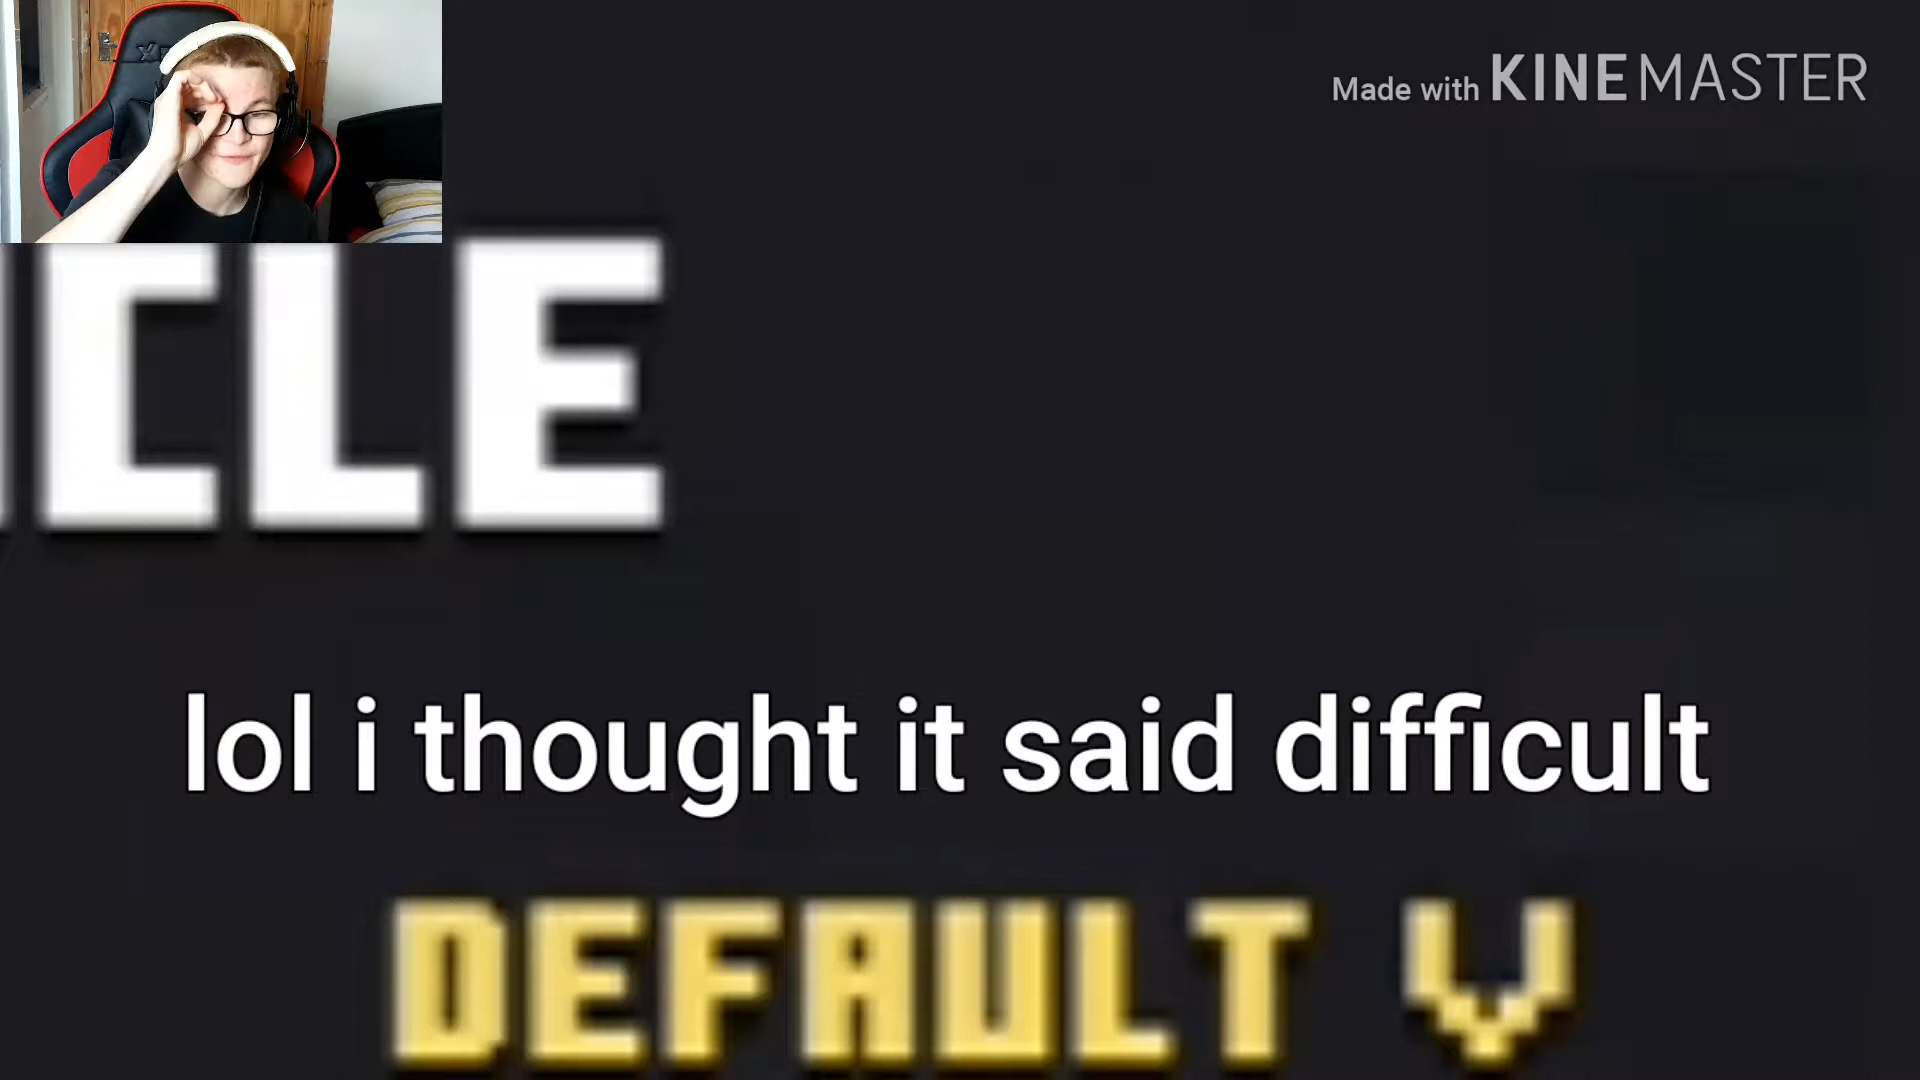 Made with KINEMASTER
CLE
lol i thought it said difficult
DEFAULT V